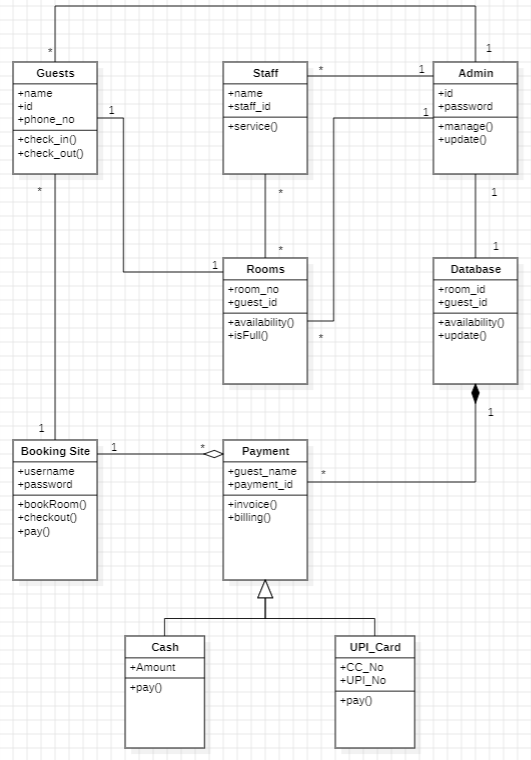 *
1
Guests
+name
+id
+phone_no
+check_in()
+check_out()
1
*
Staff
+name
+staff_id
+service()
*
1
1
Admin
+id
+password
+manage()
+update()
1
*
*
1
1
Rooms
+room_no
+guest_id
+availability()
+isFull()
*
Database
+room_id
+guest_id
+availability()
+update()
1
1
Booking Site
+username
+password
+bookRoom()
+checkout()
+pay()
1
*
Payment
+guest_name
+payment_id
+invoice()
+billing()
*
Cash
+Amount
+pay()
UPI_Card
+CC_No
+UPI_No
+pay()